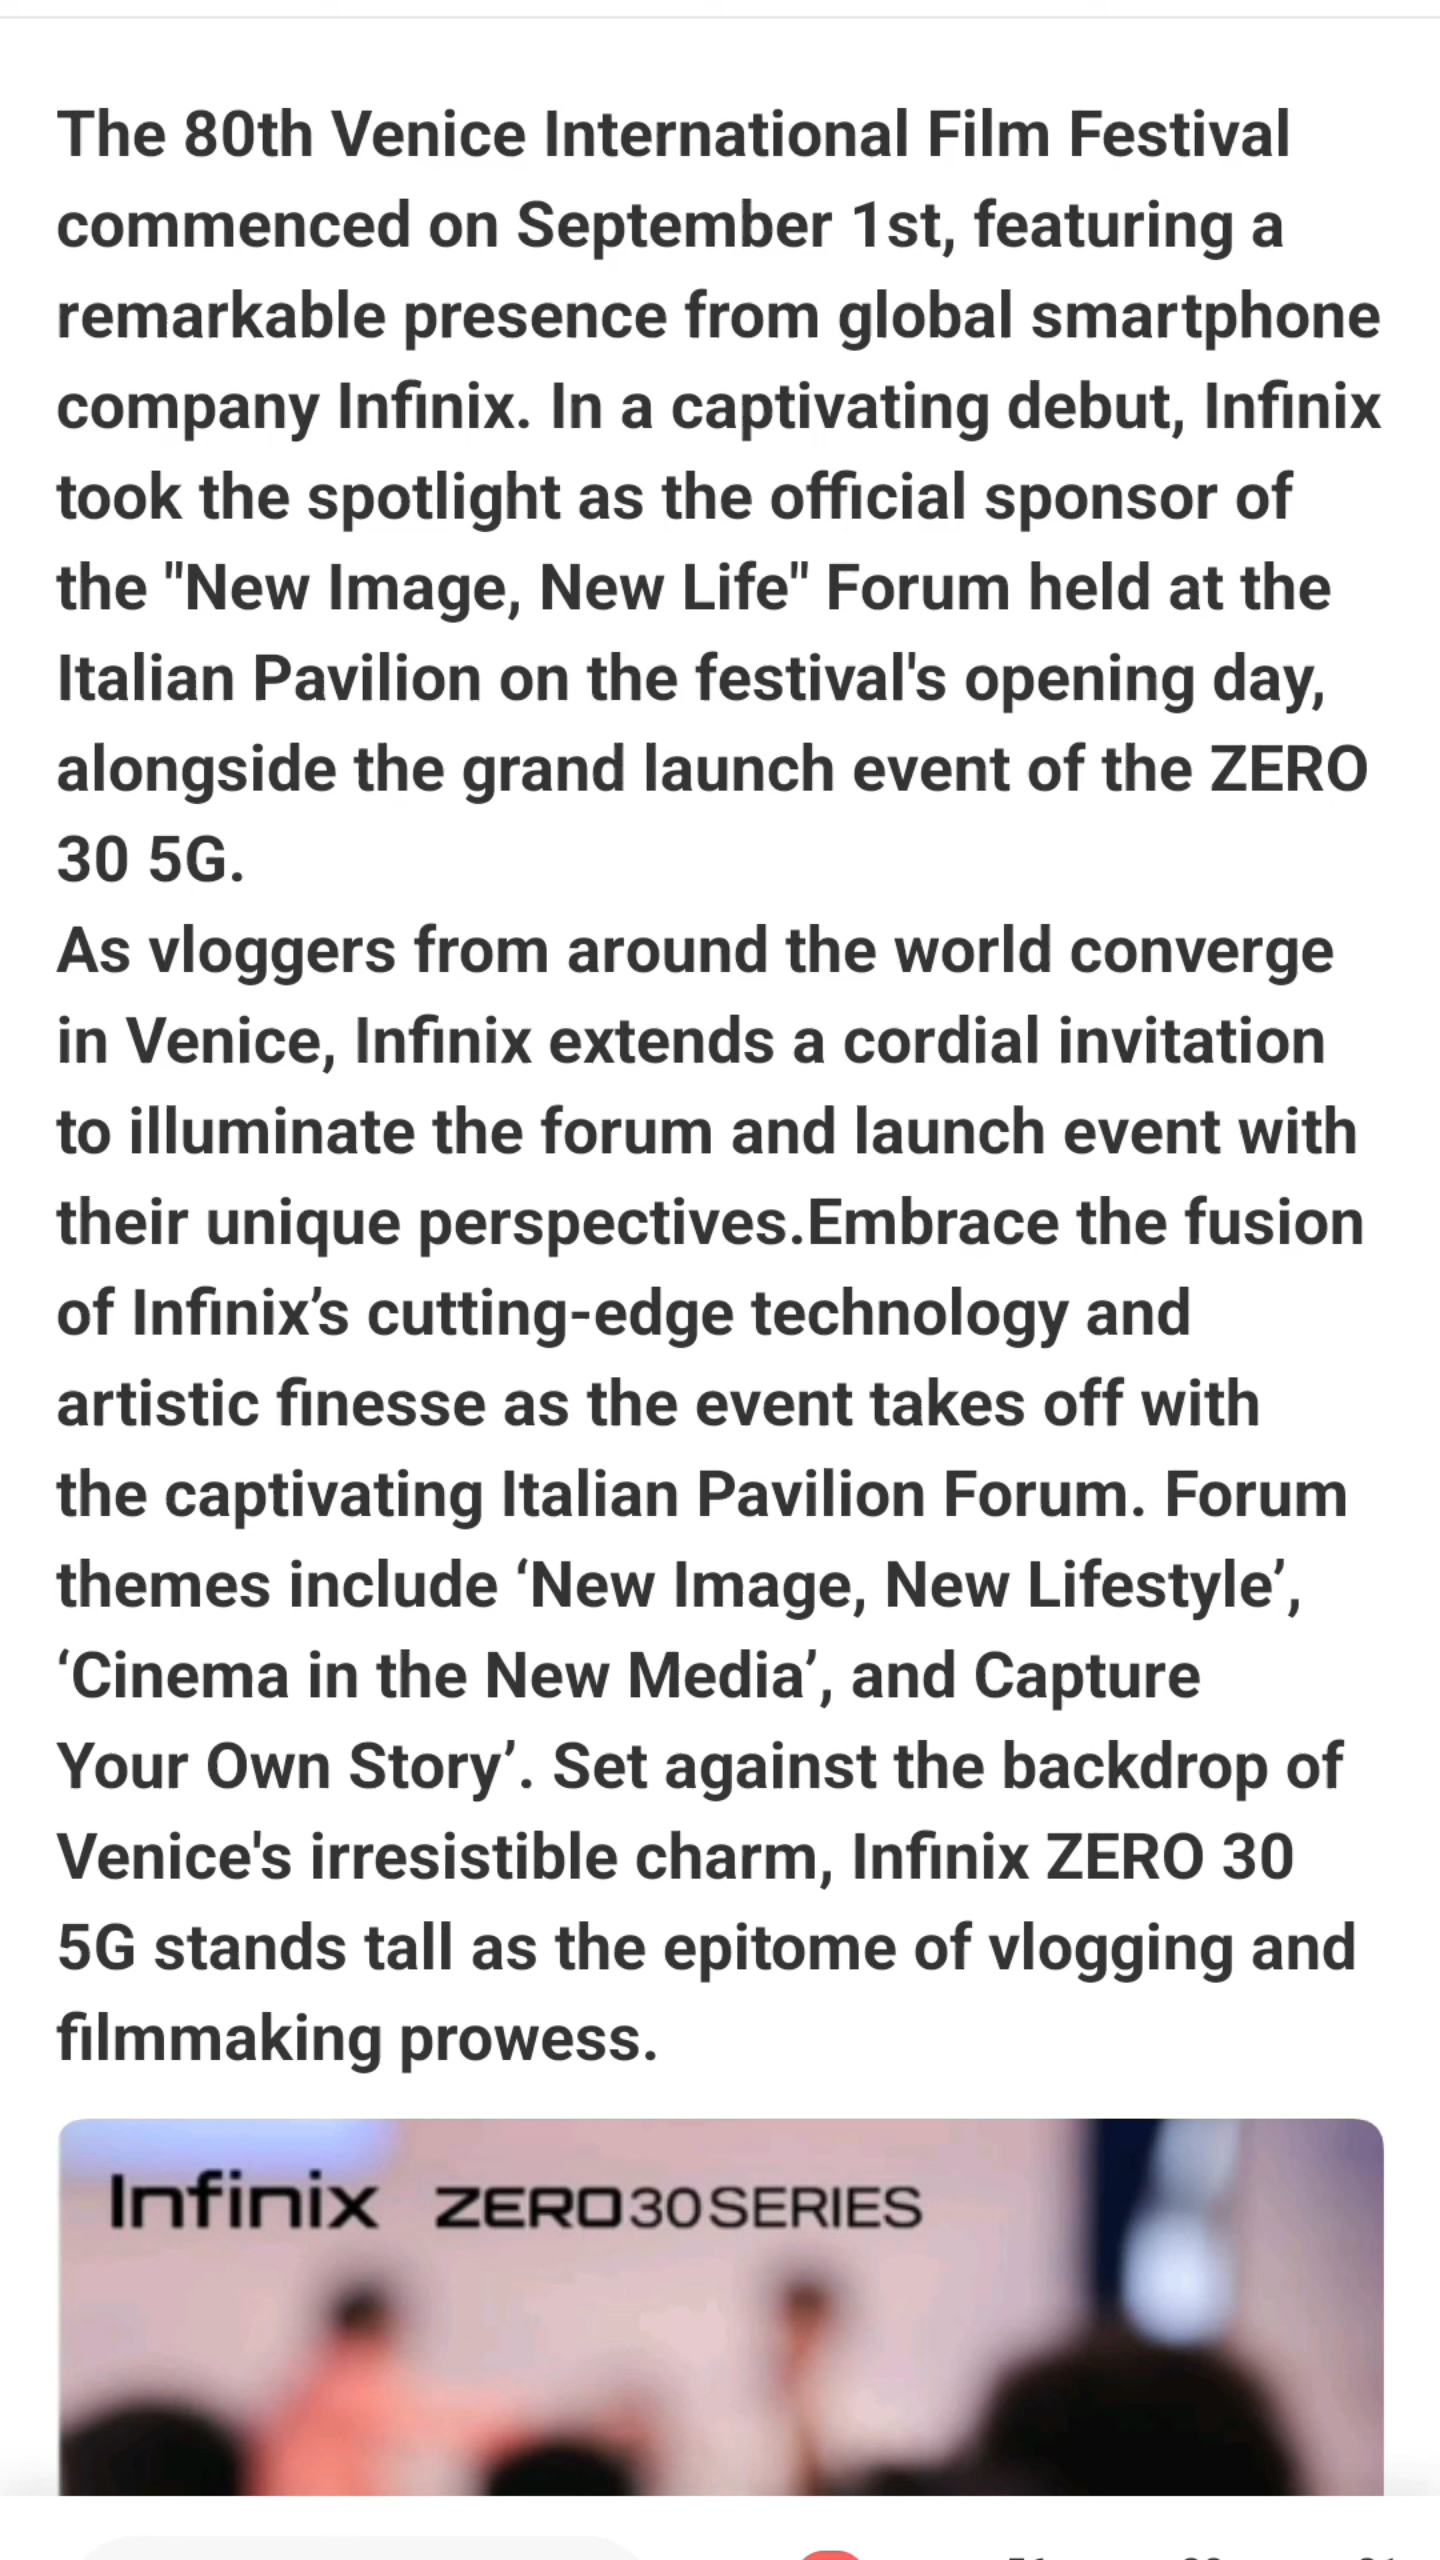 The 80th Venice International Film Festival
commenced on September 1st, featuring a
remarkable presence from global smartphone
company Infinix. In a captivating debut, Infinix
took the spotlight as the official sponsor of
the "New Image, New Life" Forum held at the
Italian Pavilion on the festival's opening day,
alongside the grand launch event of the ZERO
30 5G.
As vloggers from around the world converge
in Venice, Infinix extends a cordial invitation
to illuminate the forum and launch event with
their unique perspectives.Embrace the fusion
of Infinix’s cutting-edge technology and
artistic finesse as the event takes off with
the captivating Italian Pavilion Forum. Forum
themes include ‘New Image, New Lifestyle’,
‘Cinema in the New Media’, and Capture
Your Own Story’. Set against the backdrop of
Venice's irresistible charm, Infinix ZERO 30
5G stands tall as the epitome of vlogging and
filmmaking prowess.
Infinix ZERO 30 SERIES